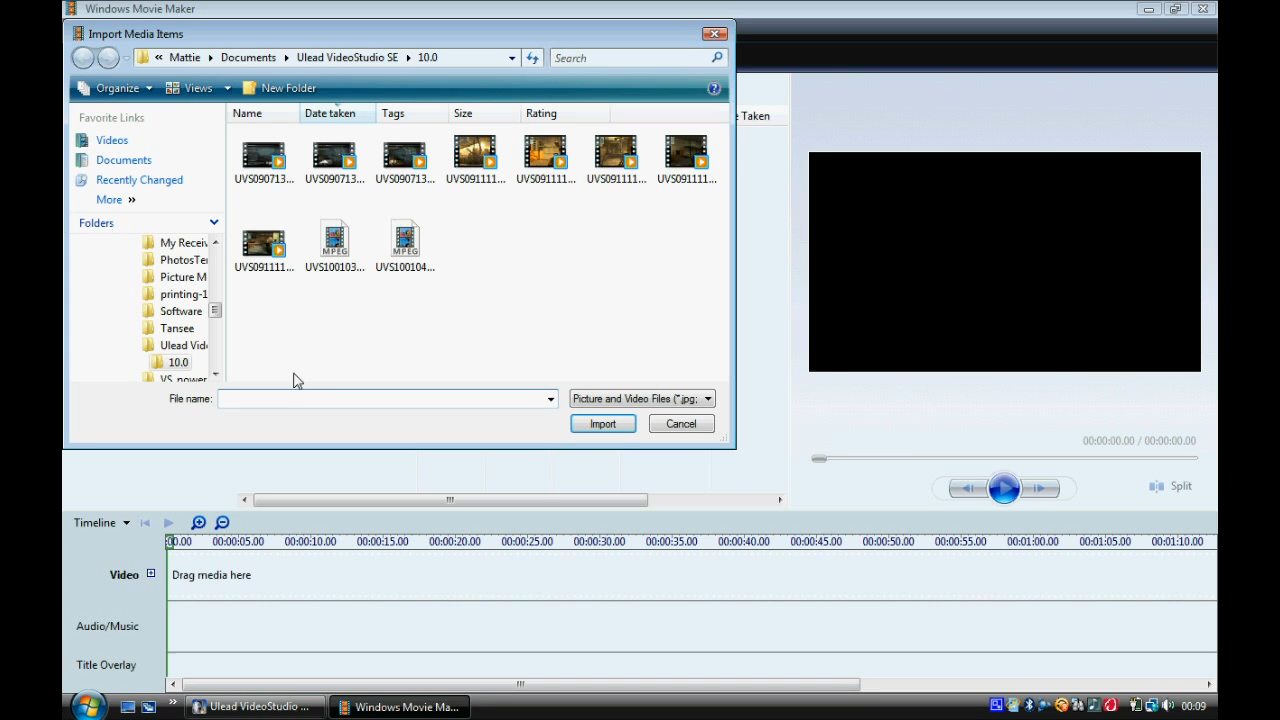 Windows Movie Maker
Import Media Items
« Mattie Documents Ulead VideoStudio SE 10.0
Search
Organize Views New Folder
Favorite Links
Videos
Documents
Recently Changed
More »
Folders
My Receiv
PhotosTe
Picture M
printing-1
Software
Tansee
Ulead Vide
10.0
VS_power
Name Date taken Tags Size Rating
UVS090713... UVS090713... UVS090713... UVS091111... UVS091111... UVS091111... UVS091111...
MPEG MPEG
UVS091111... UVS100103... UVS100104...
File name:
Picture and Video Files (*.jpg;
Import Cancel
e Taken
00:00:00.00 / 00:00:00.00
Split
Timeline
00.00 00:00:05.00 00:00:10.00 00:00:15.00 00:00:20.00 00:00:25.00 00:00:30.00 00:00:35.00 00:00:40.00 00:00:45.00 00:00:50.00 00:00:55.00 00:01:00.00 00:01:05.00 00:01:10.00
Video Drag media here
Audio/Music
Title Overlay
Ulead VideoStudio ... Windows Movie Ma... 00:09